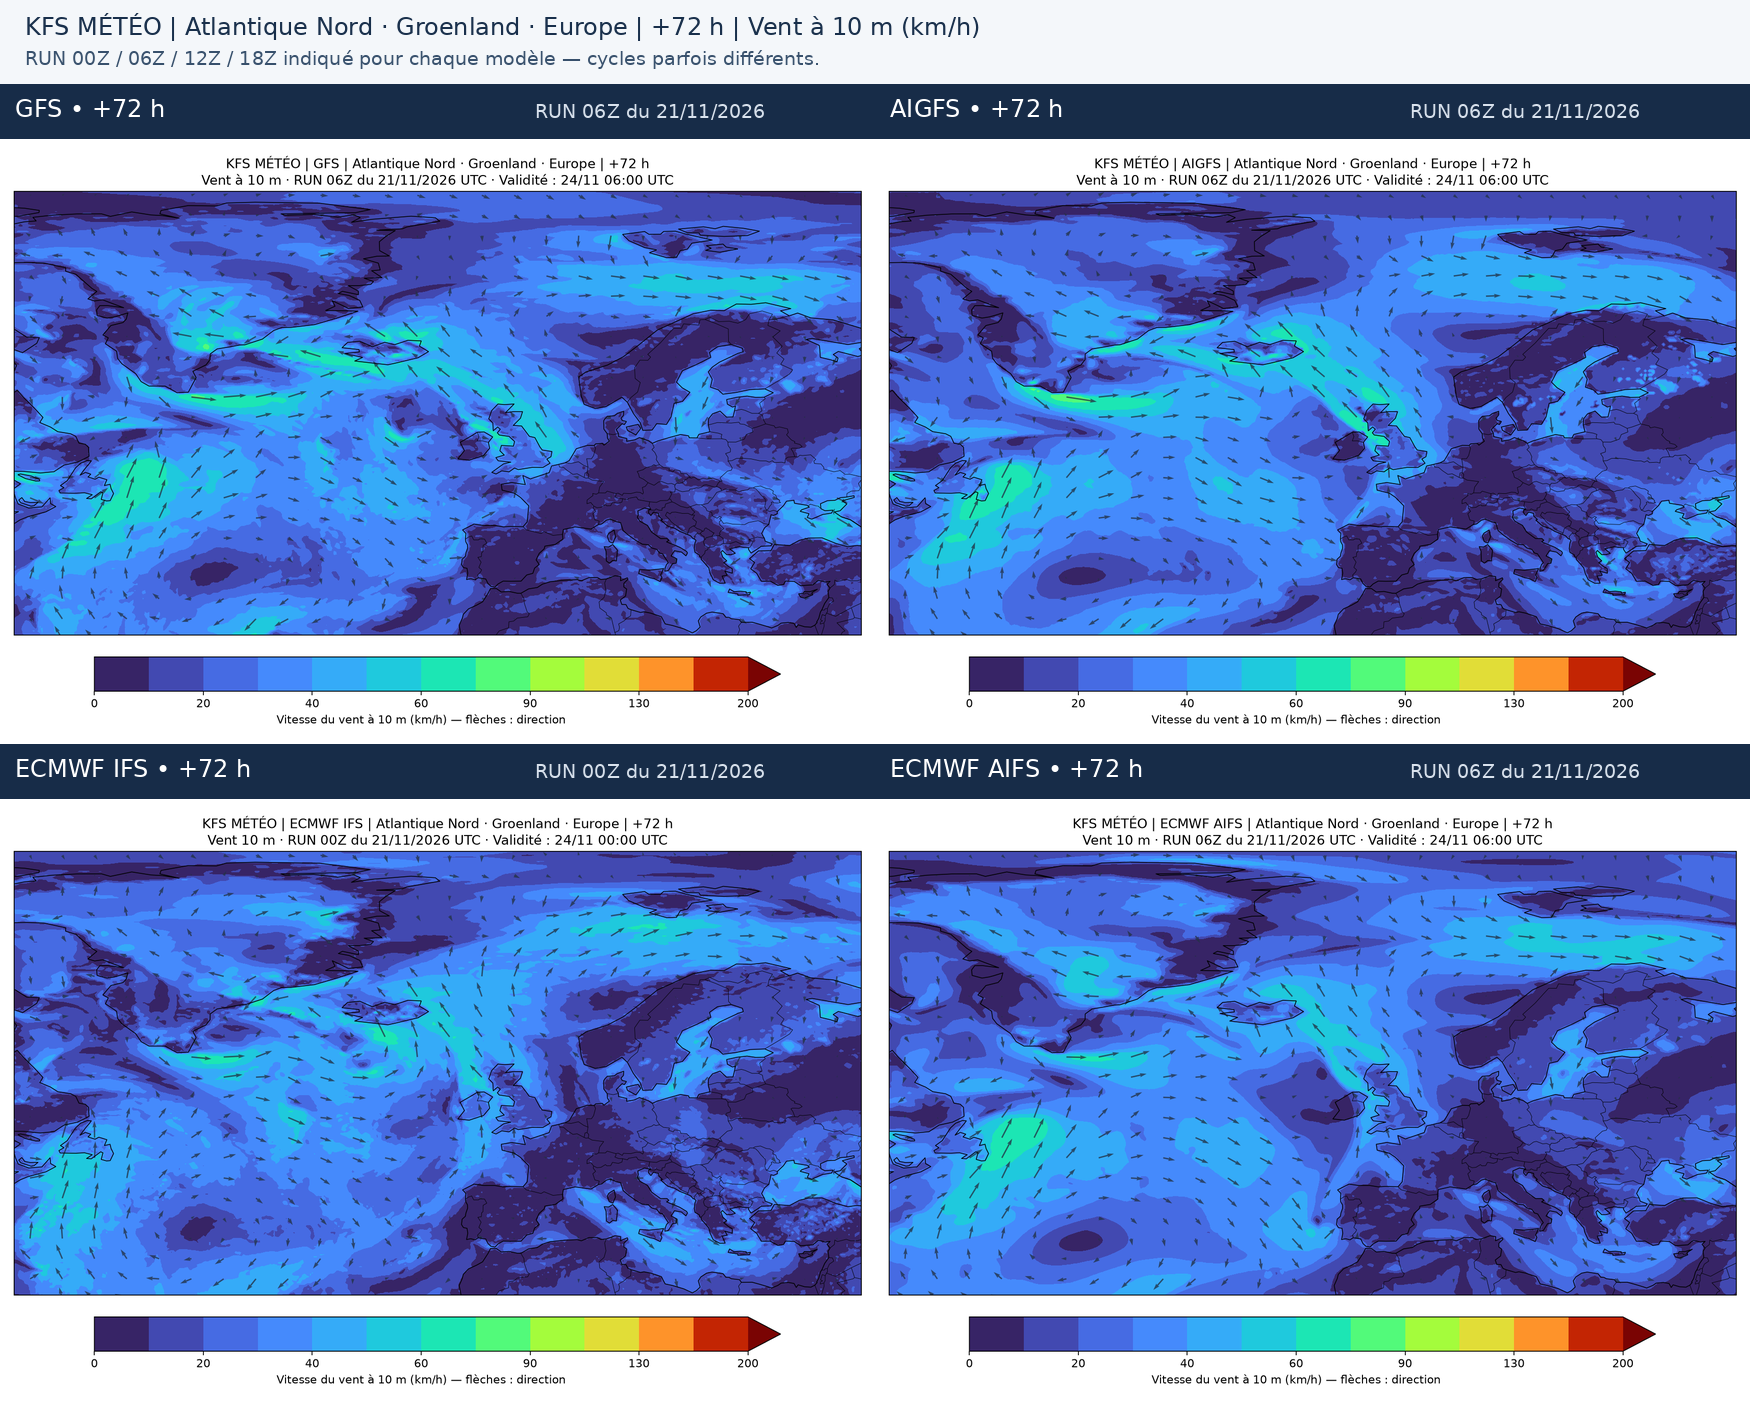 KFS MÉTÉO | Atlantique Nord · Groenland · Europe | +72 h | Vent à 10 m (km/h)
RUN 00Z / 06Z / 12Z / 18Z indiqué pour chaque modèle — cycles parfois différents.
GFS • +72 h
RUN 06Z du 21/11/2026
KFS MÉTÉO | GFS | Atlantique Nord · Groenland · Europe | +72 h
Vent à 10 m · RUN 06Z du 21/11/2026 UTC · Validité : 24/11 06:00 UTC
0 20 40 60 90 130 200
Vitesse du vent à 10 m (km/h) — flèches : direction
AIGFS • +72 h
RUN 06Z du 21/11/2026
KFS MÉTÉO | AIGFS | Atlantique Nord · Groenland · Europe | +72 h
Vent à 10 m · RUN 06Z du 21/11/2026 UTC · Validité : 24/11 06:00 UTC
0 20 40 60 90 130 200
Vitesse du vent à 10 m (km/h) — flèches : direction
ECMWF IFS • +72 h
RUN 00Z du 21/11/2026
KFS MÉTÉO | ECMWF IFS | Atlantique Nord · Groenland · Europe | +72 h
Vent 10 m · RUN 00Z du 21/11/2026 UTC · Validité : 24/11 00:00 UTC
0 20 40 60 90 130 200
Vitesse du vent à 10 m (km/h) — flèches : direction
ECMWF AIFS • +72 h
RUN 06Z du 21/11/2026
KFS MÉTÉO | ECMWF AIFS | Atlantique Nord · Groenland · Europe | +72 h
Vent 10 m · RUN 06Z du 21/11/2026 UTC · Validité : 24/11 06:00 UTC
0 20 40 60 90 130 200
Vitesse du vent à 10 m (km/h) — flèches : direction